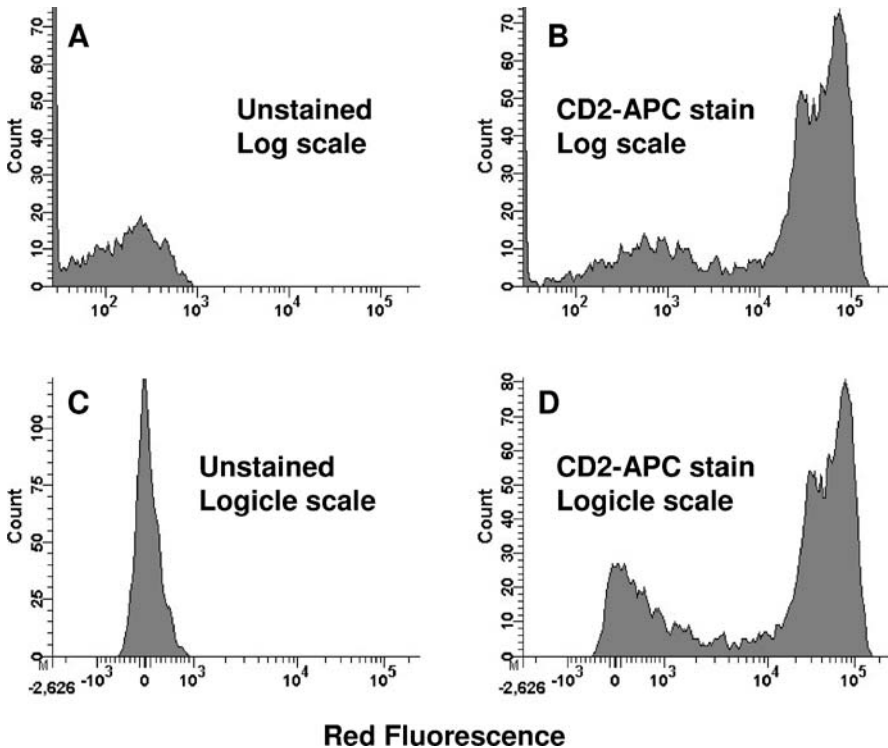 A
Unstained
Log scale
Count
0 10 20 30 40 50 60 70
10² 10³ 10⁴ 10⁵
B
CD2-APC stain
Log scale
Count
0 10 20 30 40 50 60 70
10² 10³ 10⁴ 10⁵
C
Unstained
Logicle scale
Count
0 25 50 75 100
-2,626 -10³ 0 10³ 10⁴ 10⁵
D
CD2-APC stain
Logicle scale
Count
0 10 20 30 40 50 60 70 80
-2,626 -10³ 0 10³ 10⁴ 10⁵
Red Fluorescence